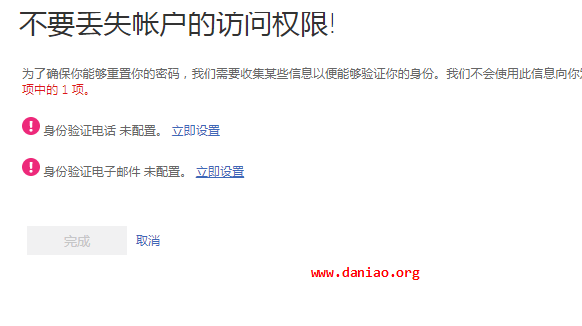 不要丢失帐户的访问权限!
为了确保你能够重置你的密码，我们需要收集某些信息以便能够验证你的身份。我们不会使用此信息向你
项中的 1 项。
! 身份验证电话 未配置。 立即设置
! 身份验证电子邮件 未配置。 立即设置
完成 取消
www.daniao.org